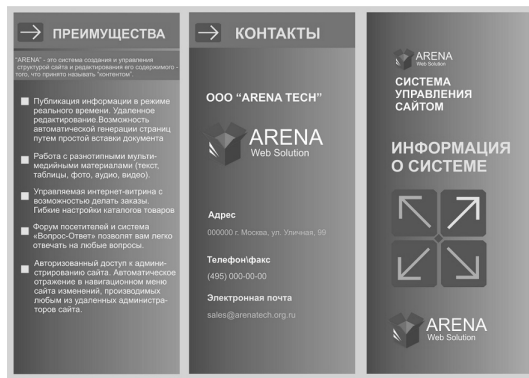 ПРЕИМУЩЕСТВА
"ARENA" - это система создания и управления
структурой сайта и редактирования его содержимого -
того, что принято называть "контентом".
Публикация информации в режиме
реального времени. Удаленное
редактирование.Возможность
автоматической генерации страниц
путем простой вставки документа
Работа с разнотипными мульти-
медийными материалами (текст,
таблицы, фото, аудио, видео).
Управляемая интернет-витрина с
возможностью делать заказы.
Гибкие настройки каталогов товаров
Форум посетителей и система
«Вопрос-Ответ» позволят вам легко
отвечать на любые вопросы.
Авторизованный доступ к админи-
стрированию сайта. Автоматическое
отражение в навигационном меню
сайта изменений, производимых
любым из удаленных администра-
торов сайта.
КОНТАКТЫ
ООО “ARENA TECH”
ARENA
Web Solution
Адрес
000000 г. Москва, ул. Уличная, 99
Телефон\факс
(495) 000-00-00
Электронная почта
sales@arenatech.org.ru
ARENA
Web Solution
СИСТЕМА
УПРАВЛЕНИЯ
САЙТОМ
ИНФОРМАЦИЯ
О СИСТЕМЕ
ARENA
Web Solution